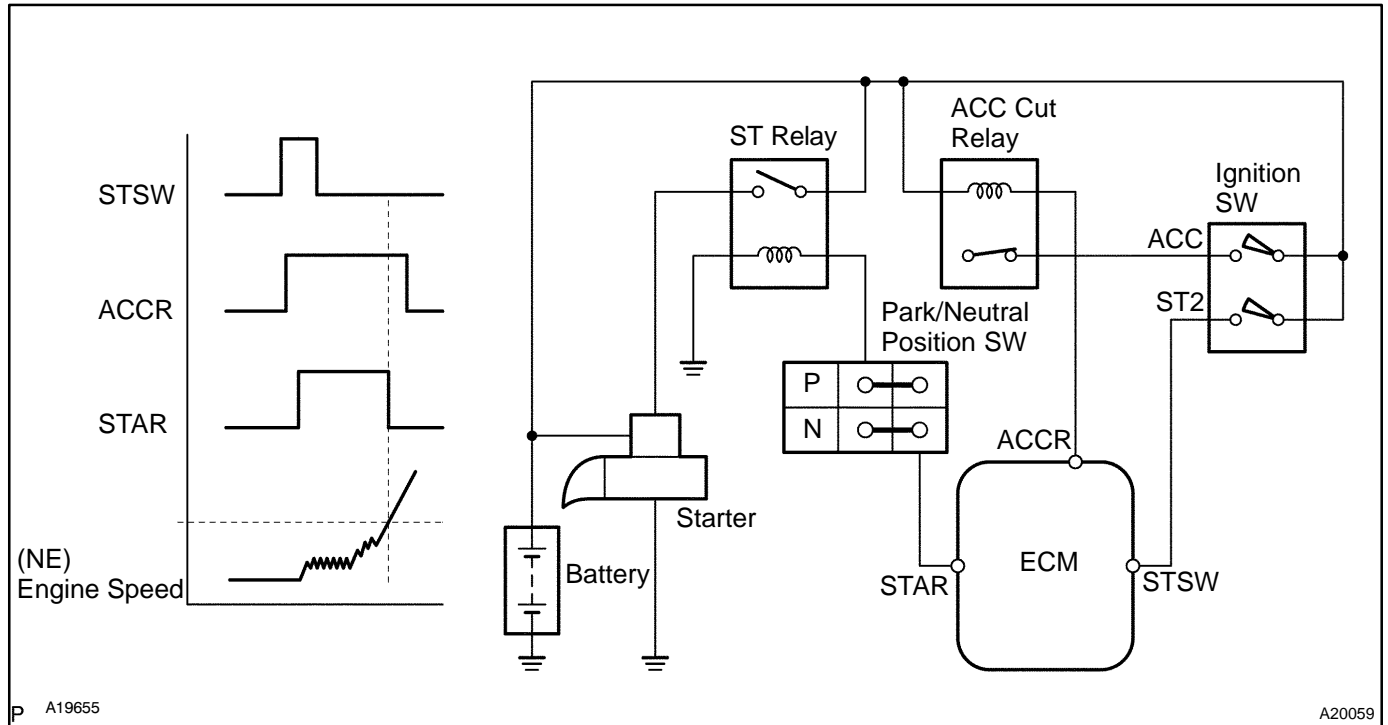 STSW
ACCR
STAR
(NE)
Engine Speed
ST Relay
ACC Cut
Relay
Ignition
SW
ACC
ST2
Park/Neutral
Position SW
P
N
ACCR
Starter
Battery
STAR
ECM
STSW
P A19655
A20059